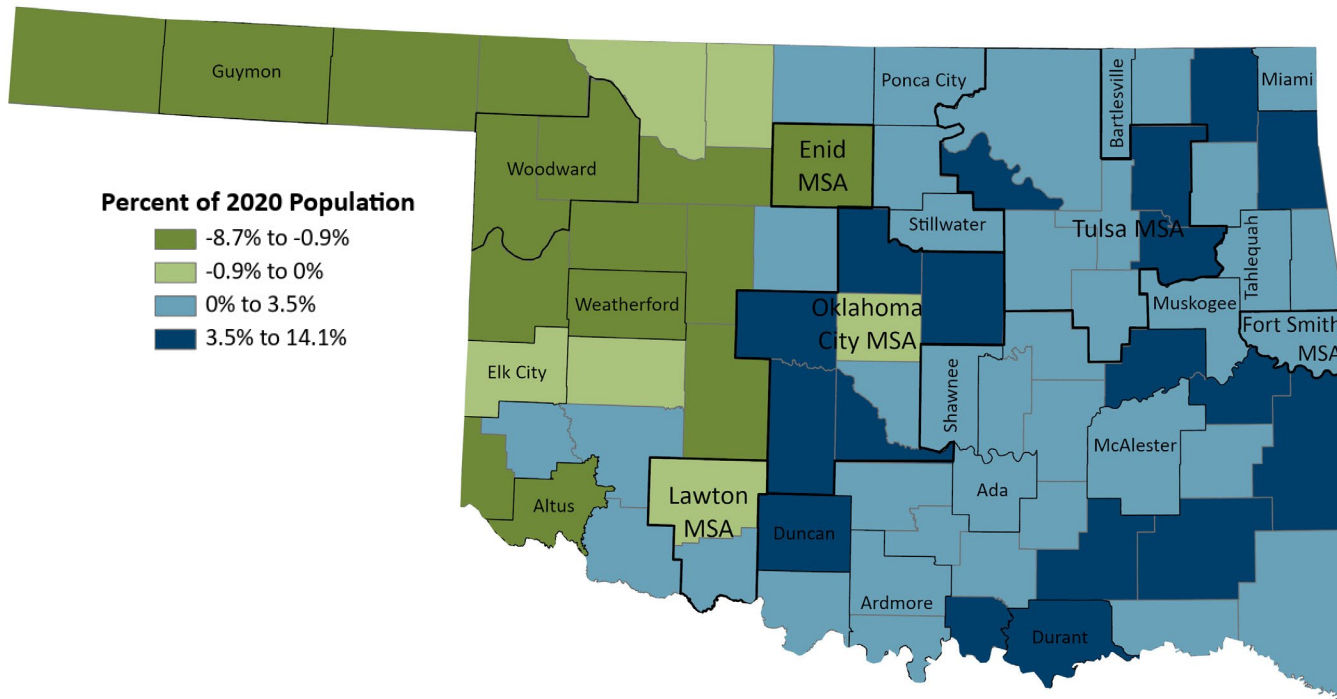 Guymon
Ponca City
Bartlesville
Miami
Woodward
Enid
MSA
Percent of 2020 Population
-8.7% to -0.9%
-0.9% to 0%
0% to 3.5%
3.5% to 14.1%
Stillwater
Tulsa MSA
Tahlequah
Weatherford
Oklahoma
City MSA
Muskogee
Fort Smith
MSA
Elk City
Shawnee
McAlester
Altus
Lawton
MSA
Ada
Duncan
Ardmore
Durant